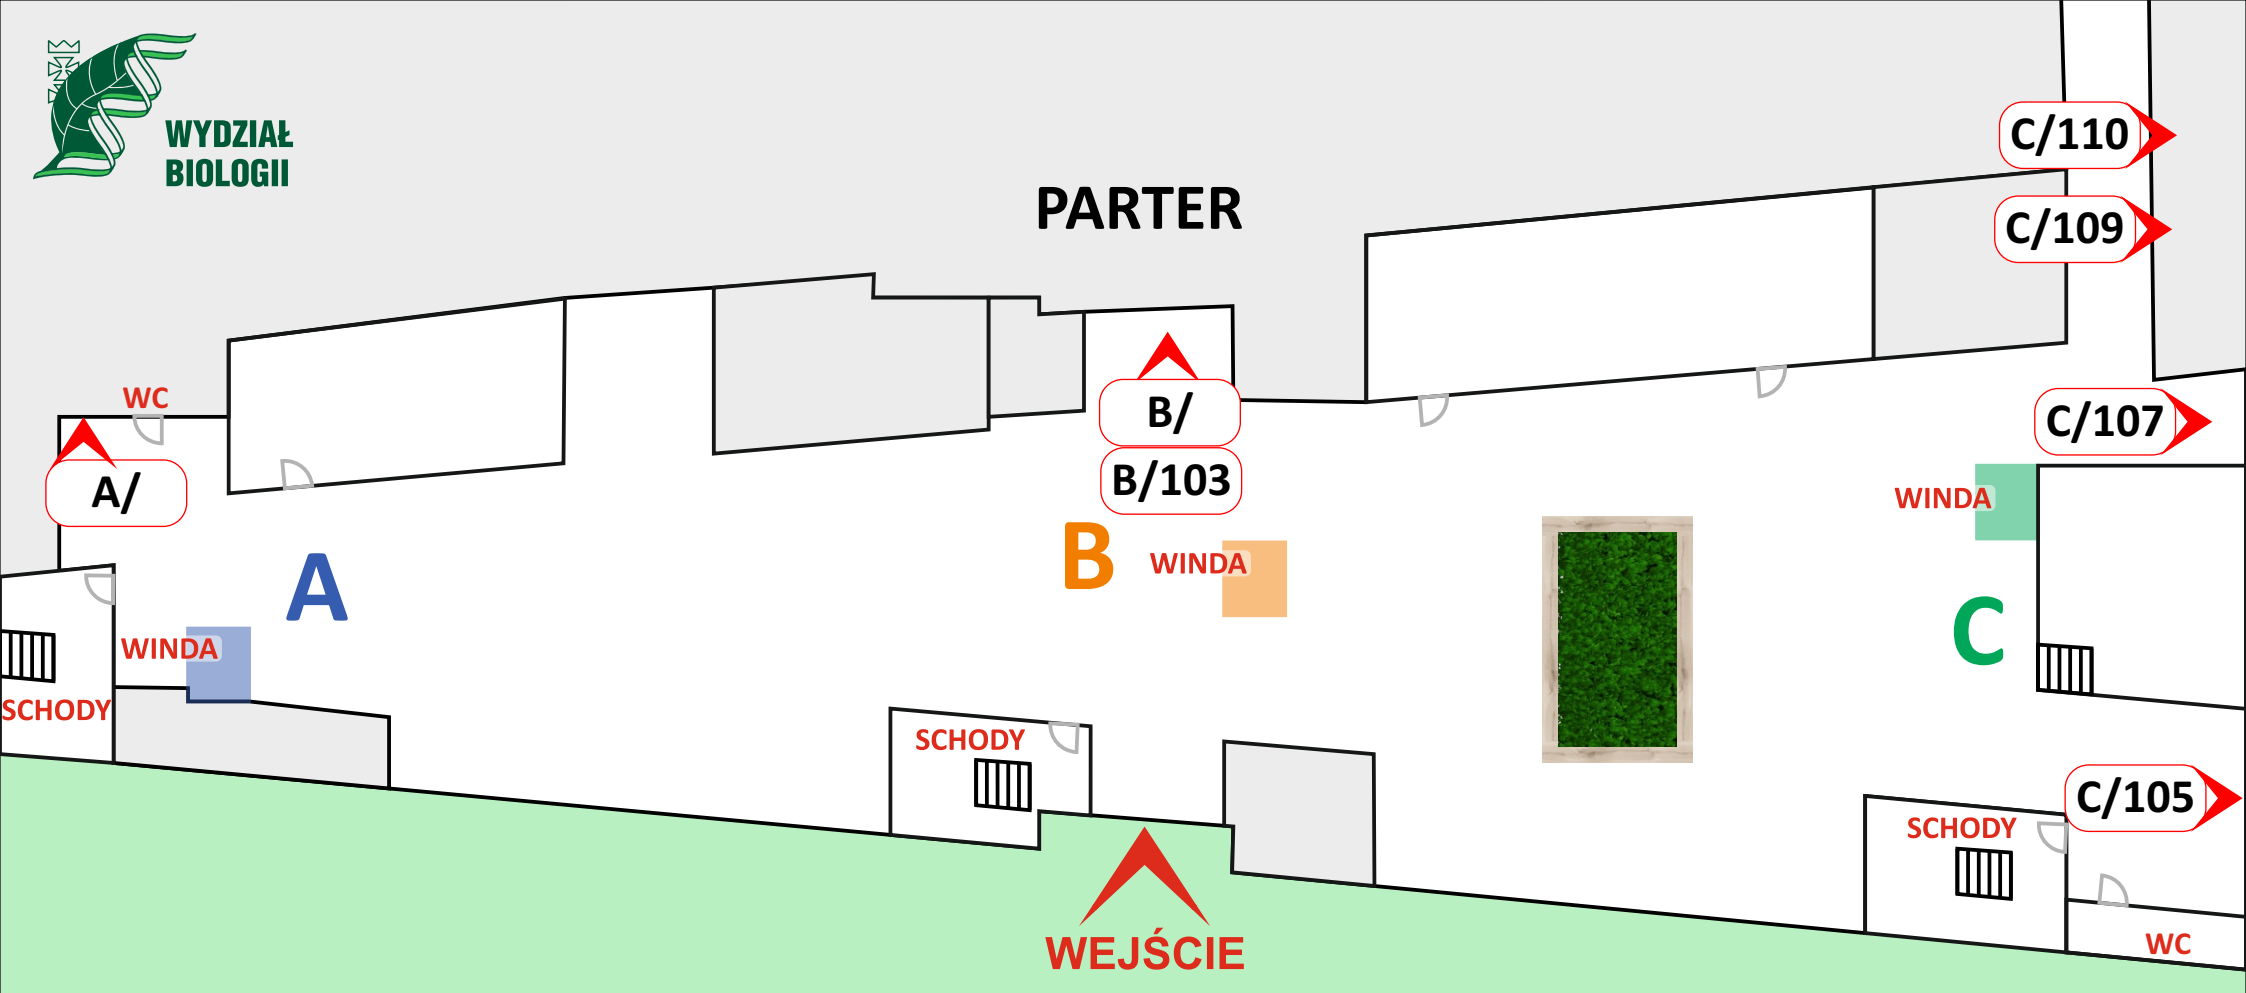 WYDZIAŁ
BIOLOGII
PARTER
C/110
C/109
WC
A/
B/
B/103
C/107
WINDA
A
B
WINDA
C
WINDA
SCHODY
SCHODY
C/105
SCHODY
WEJŚCIE
WC